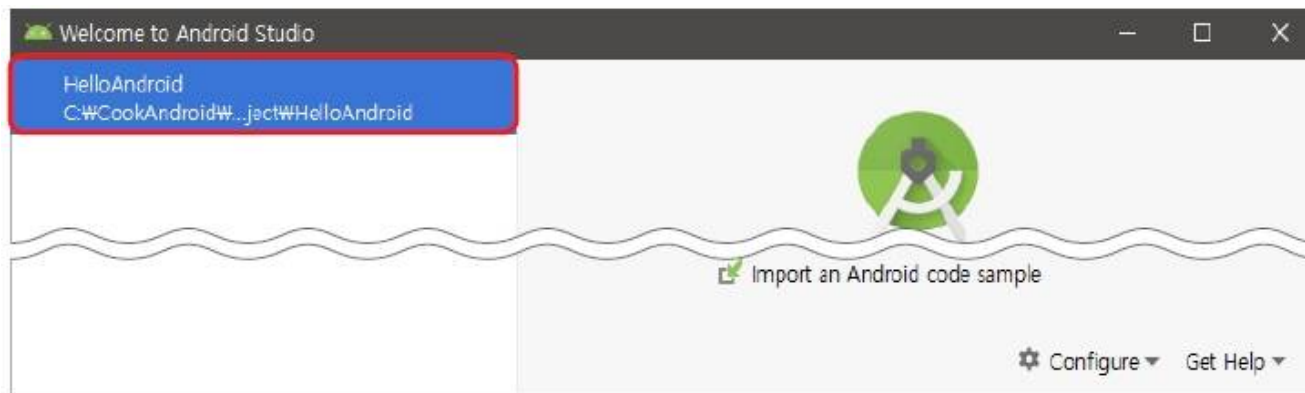 Welcome to Android Studio
HelloAndroid
C:₩CookAndroid₩...ject₩HelloAndroid
Import an Android code sample
Configure
Get Help